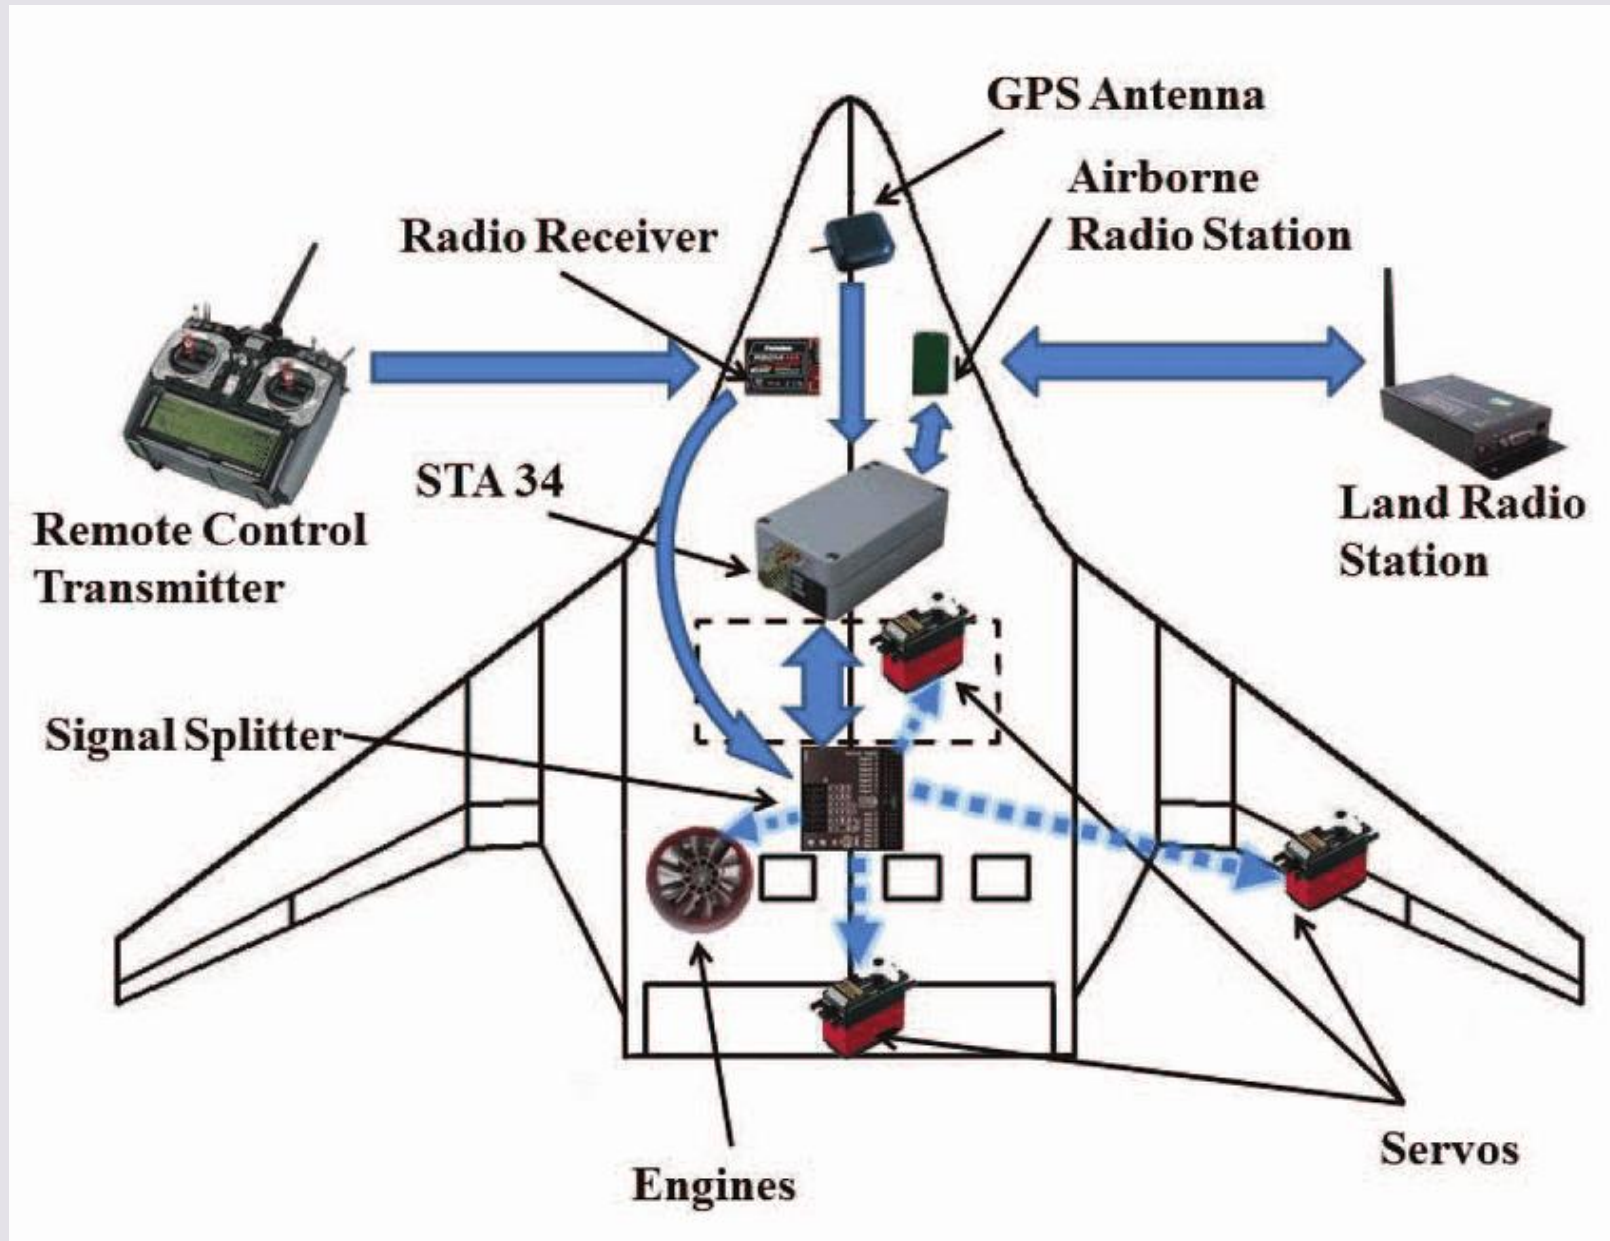 GPS Antenna
Airborne
Radio Station
Radio Receiver
STA 34
Remote Control
Transmitter
Land Radio
Station
Signal Splitter
Servos
Engines